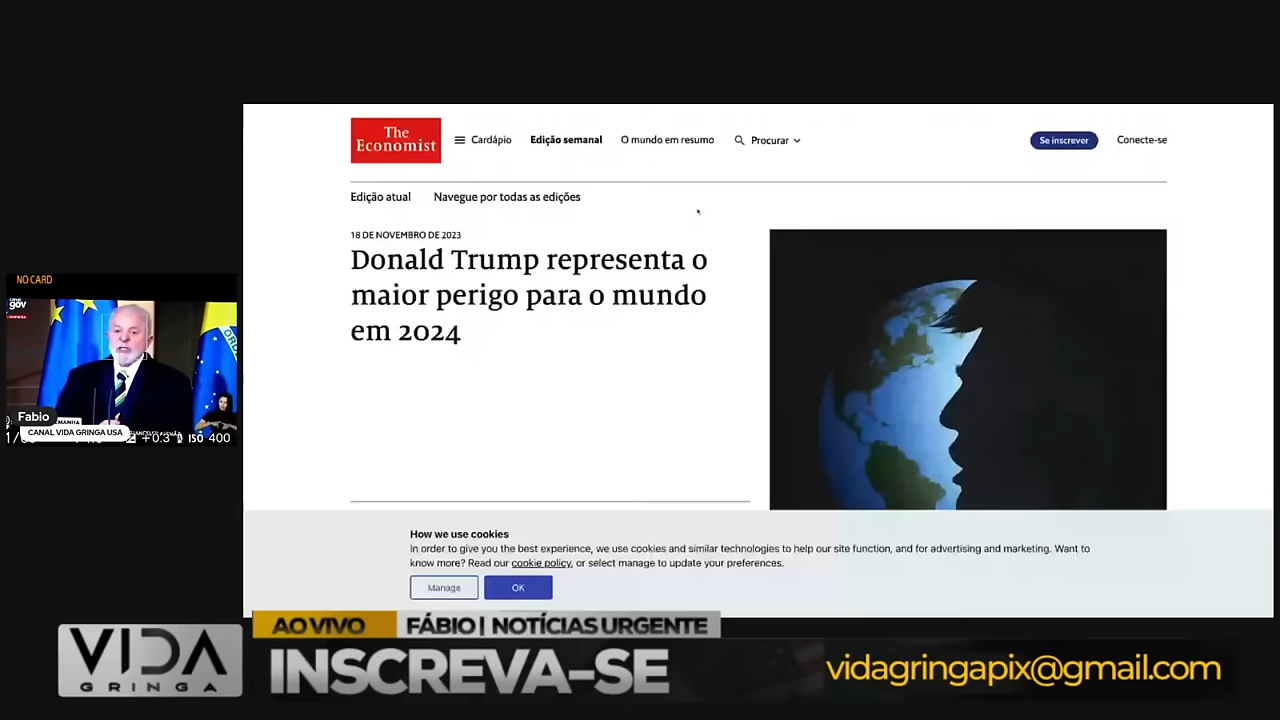 The
Economist
Cardápio
Edição semanal
O mundo em resumo
Procurar
Se inscrever
Conecte-se
Edição atual
Navegue por todas as edições
18 DE NOVEMBRO DE 2023
Donald Trump representa o
maior perigo para o mundo
em 2024
NO CARD
gov
Fabio
CANAL VIDA GRINGA USA
+0.3
ISO 400
How we use cookies
In order to give you the best experience, we use cookies and similar technologies to help our site function, and for advertising and marketing. Want to
know more? Read our cookie policy, or select manage to update your preferences.
Manage
OK
AO VIVO
FÁBIO | NOTÍCIAS URGENTE
VIDA
GRINGA
INSCREVA-SE
vidagringapix@gmail.com